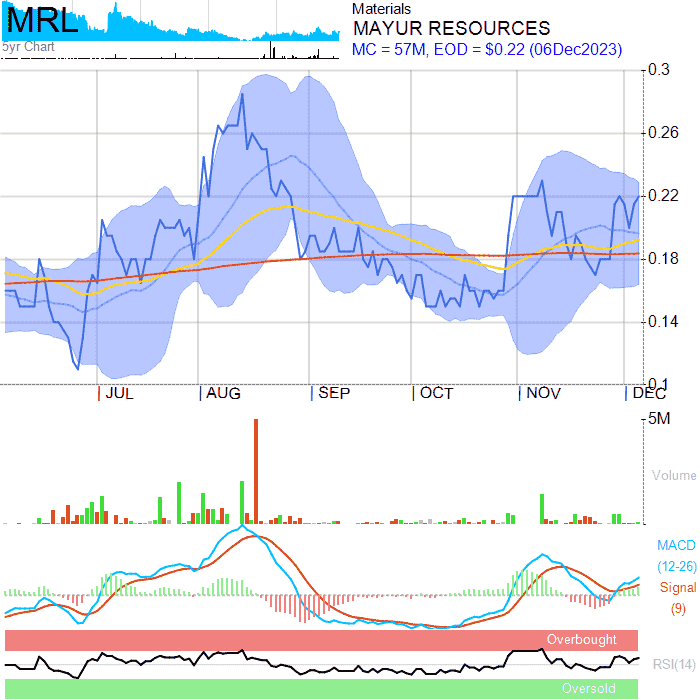 MRL
5yr Chart
Materials
MAYUR RESOURCES
MC = 57M, EOD = $0.22 (06Dec2023)
0.3
0.26
0.22
0.18
0.14
0.1
JUL
AUG
SEP
OCT
NOV
DEC
5M
Volume
MACD
(12-26)
Signal
(9)
Overbought
RSI(14)
Oversold